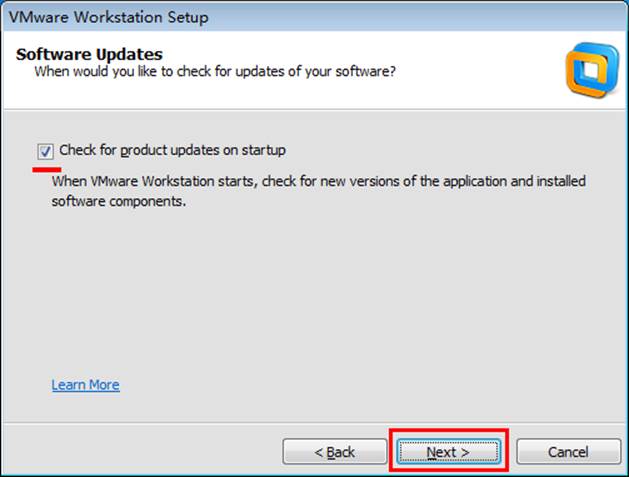 VMware Workstation Setup
Software Updates
When would you like to check for updates of your software?
Check for product updates on startup
When VMware Workstation starts, check for new versions of the application and installed
software components.
Learn More
< Back Next > Cancel